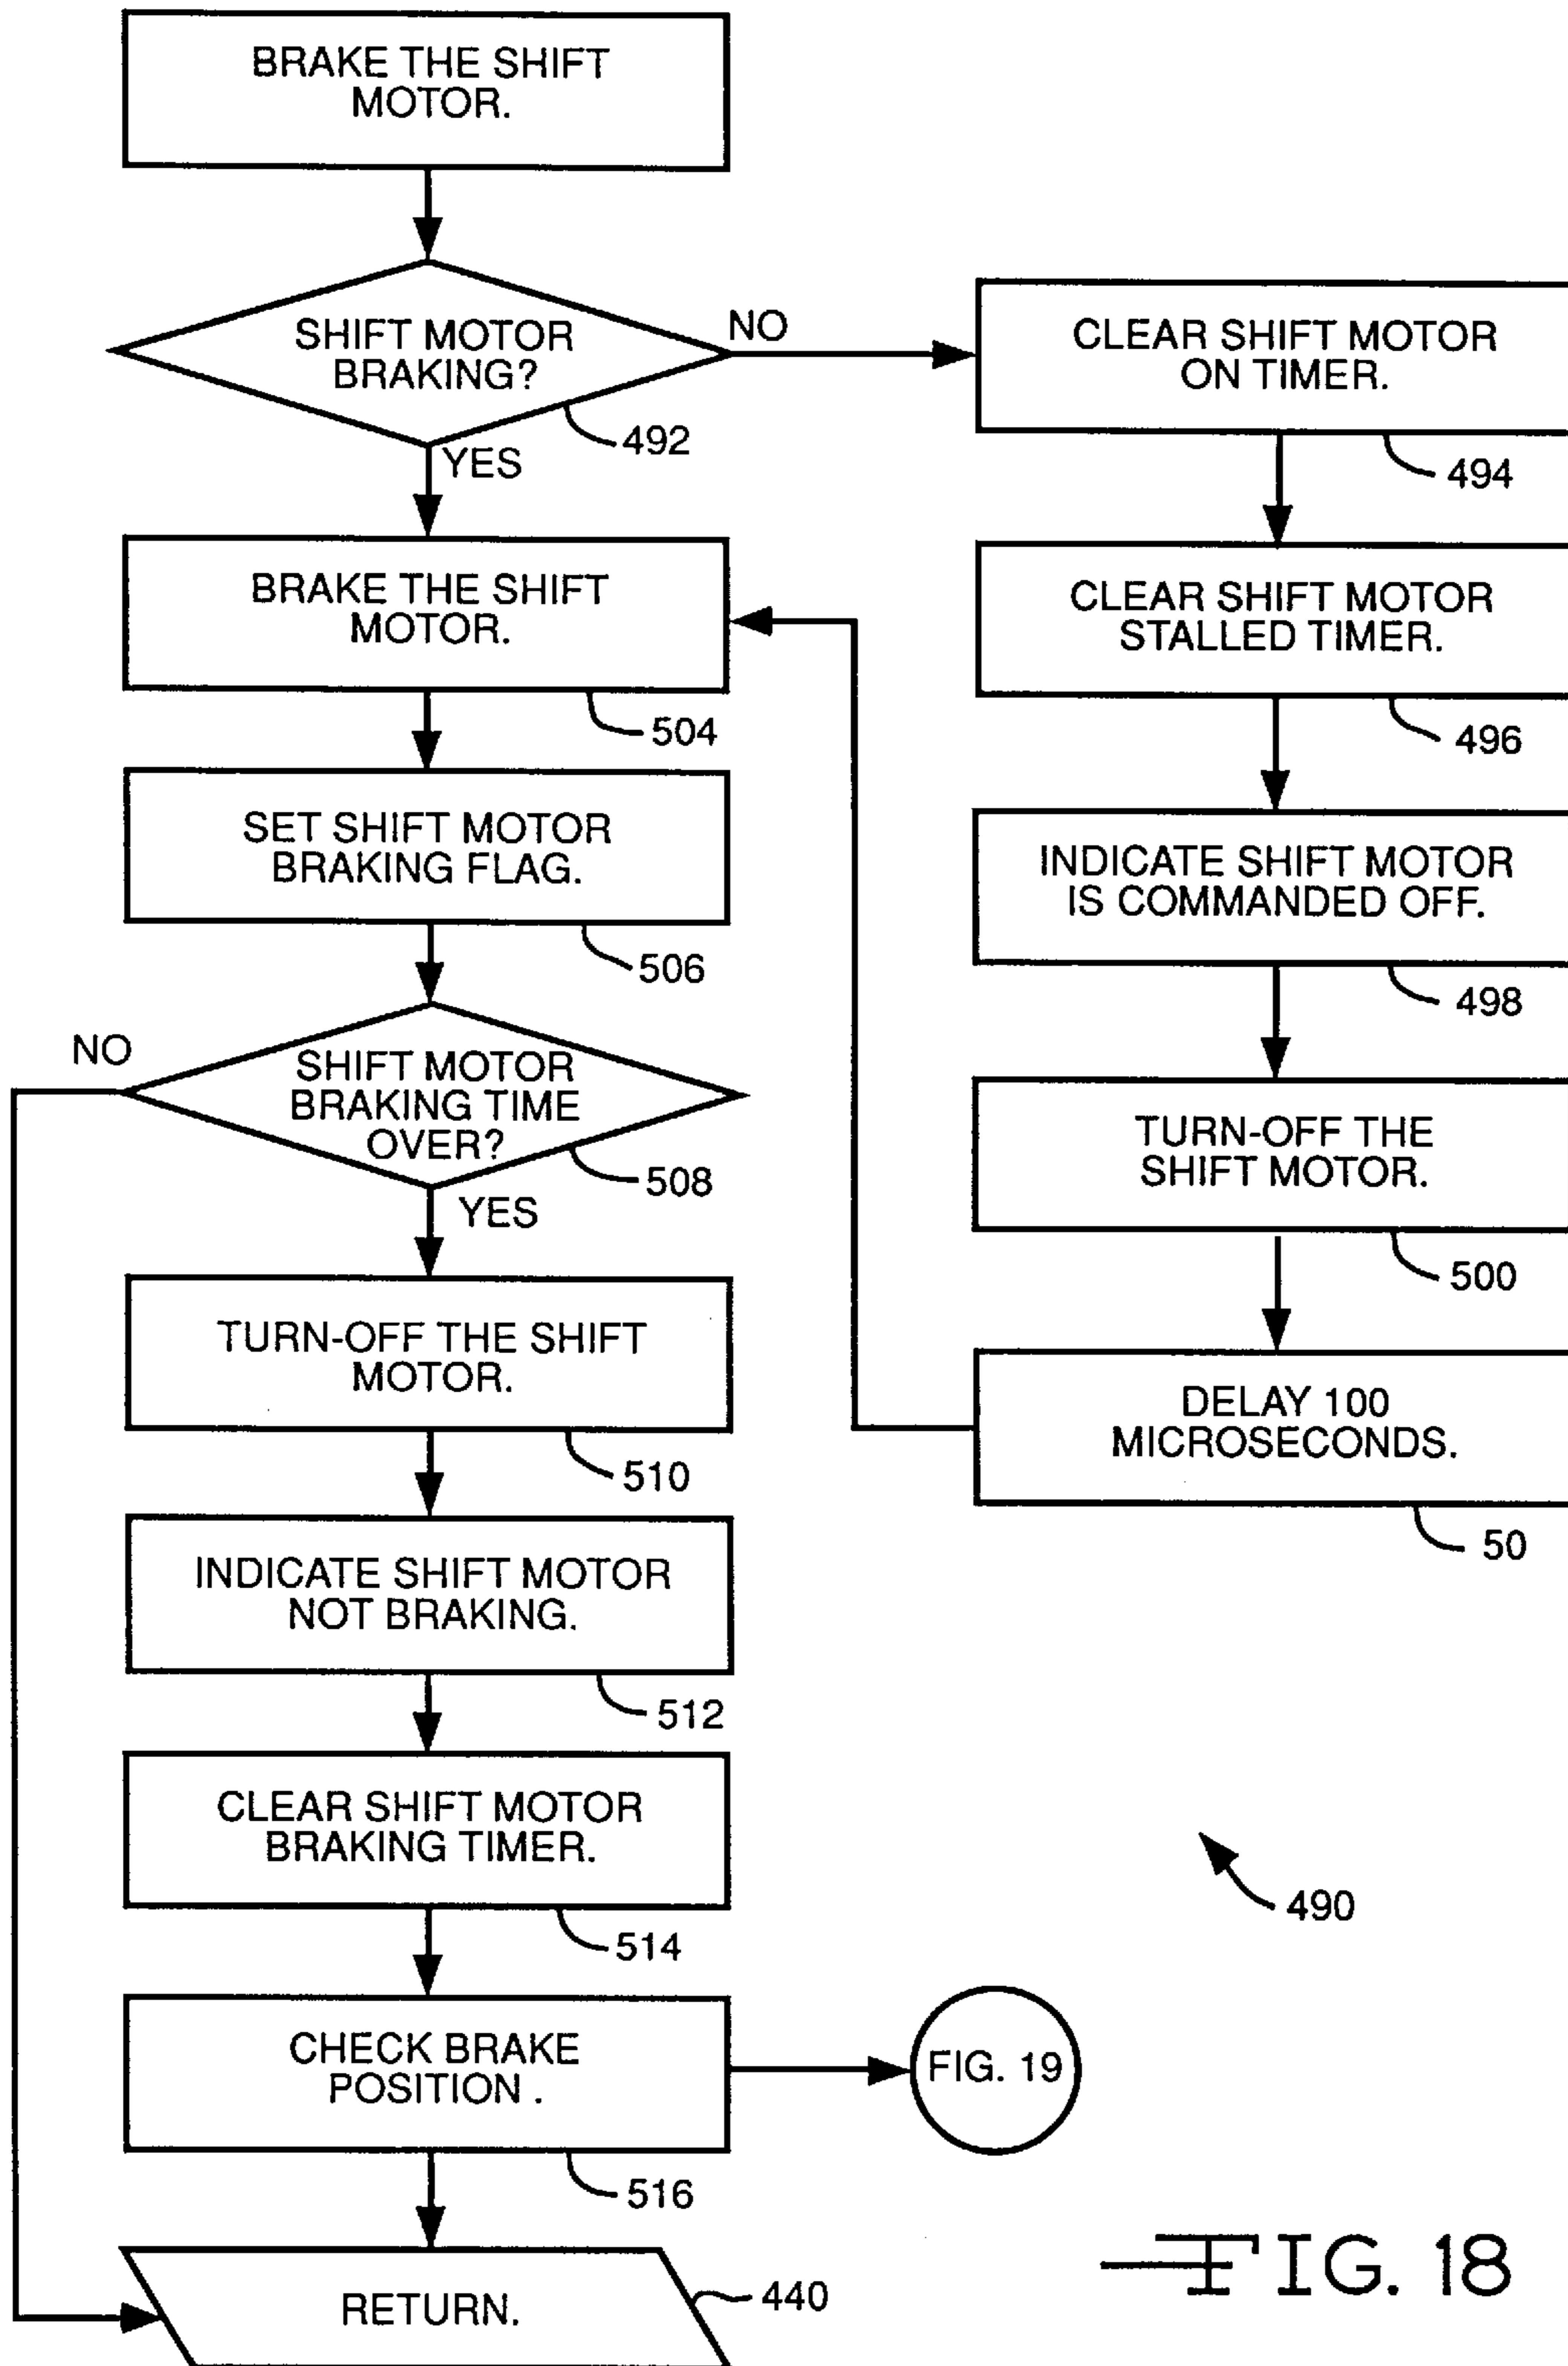 BRAKE THE SHIFT
MOTOR.
SHIFT MOTOR
BRAKING?
492
NO
YES
CLEAR SHIFT MOTOR
ON TIMER.
494
CLEAR SHIFT MOTOR
STALLED TIMER.
496
INDICATE SHIFT MOTOR
IS COMMANDED OFF.
498
TURN-OFF THE
SHIFT MOTOR.
500
DELAY 100
MICROSECONDS.
50
BRAKE THE SHIFT
MOTOR.
504
SET SHIFT MOTOR
BRAKING FLAG.
506
SHIFT MOTOR
BRAKING TIME
OVER?
508
NO
YES
TURN-OFF THE SHIFT
MOTOR.
510
INDICATE SHIFT MOTOR
NOT BRAKING.
512
CLEAR SHIFT MOTOR
BRAKING TIMER.
514
CHECK BRAKE
POSITION .
516
FIG. 19
RETURN.
440
490
FIG. 18